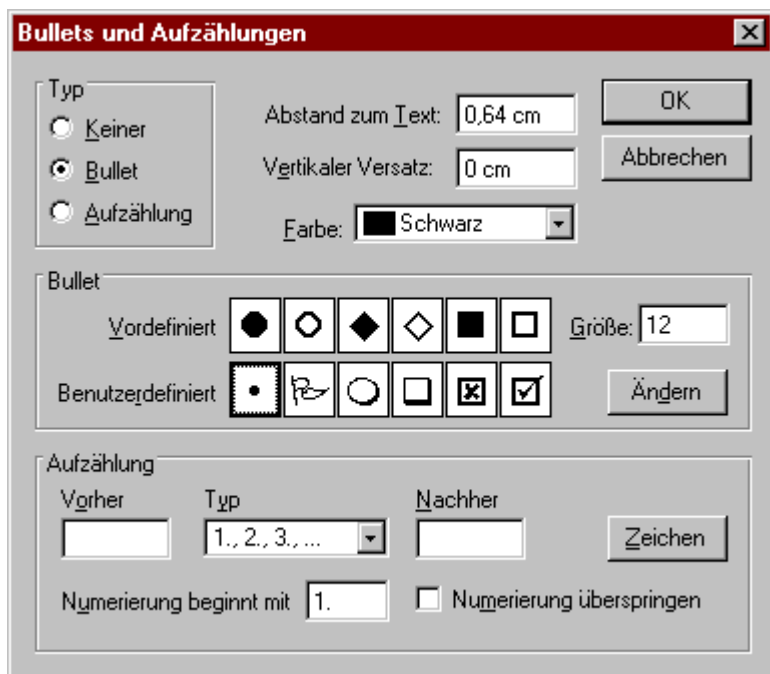 Bullets und Aufzählungen
Typ
Keiner
Bullet
Aufzählung
Abstand zum Text: 0,64 cm
Vertikaler Versatz: 0 cm
Farbe: Schwarz
OK
Abbrechen
Bullet
Vordefiniert
Größe: 12
Benutzerdefiniert
Ändern
Aufzählung
Vorher Typ Nachher
1., 2., 3., ...
Zeichen
Numerierung beginnt mit 1. Numerierung überspringen